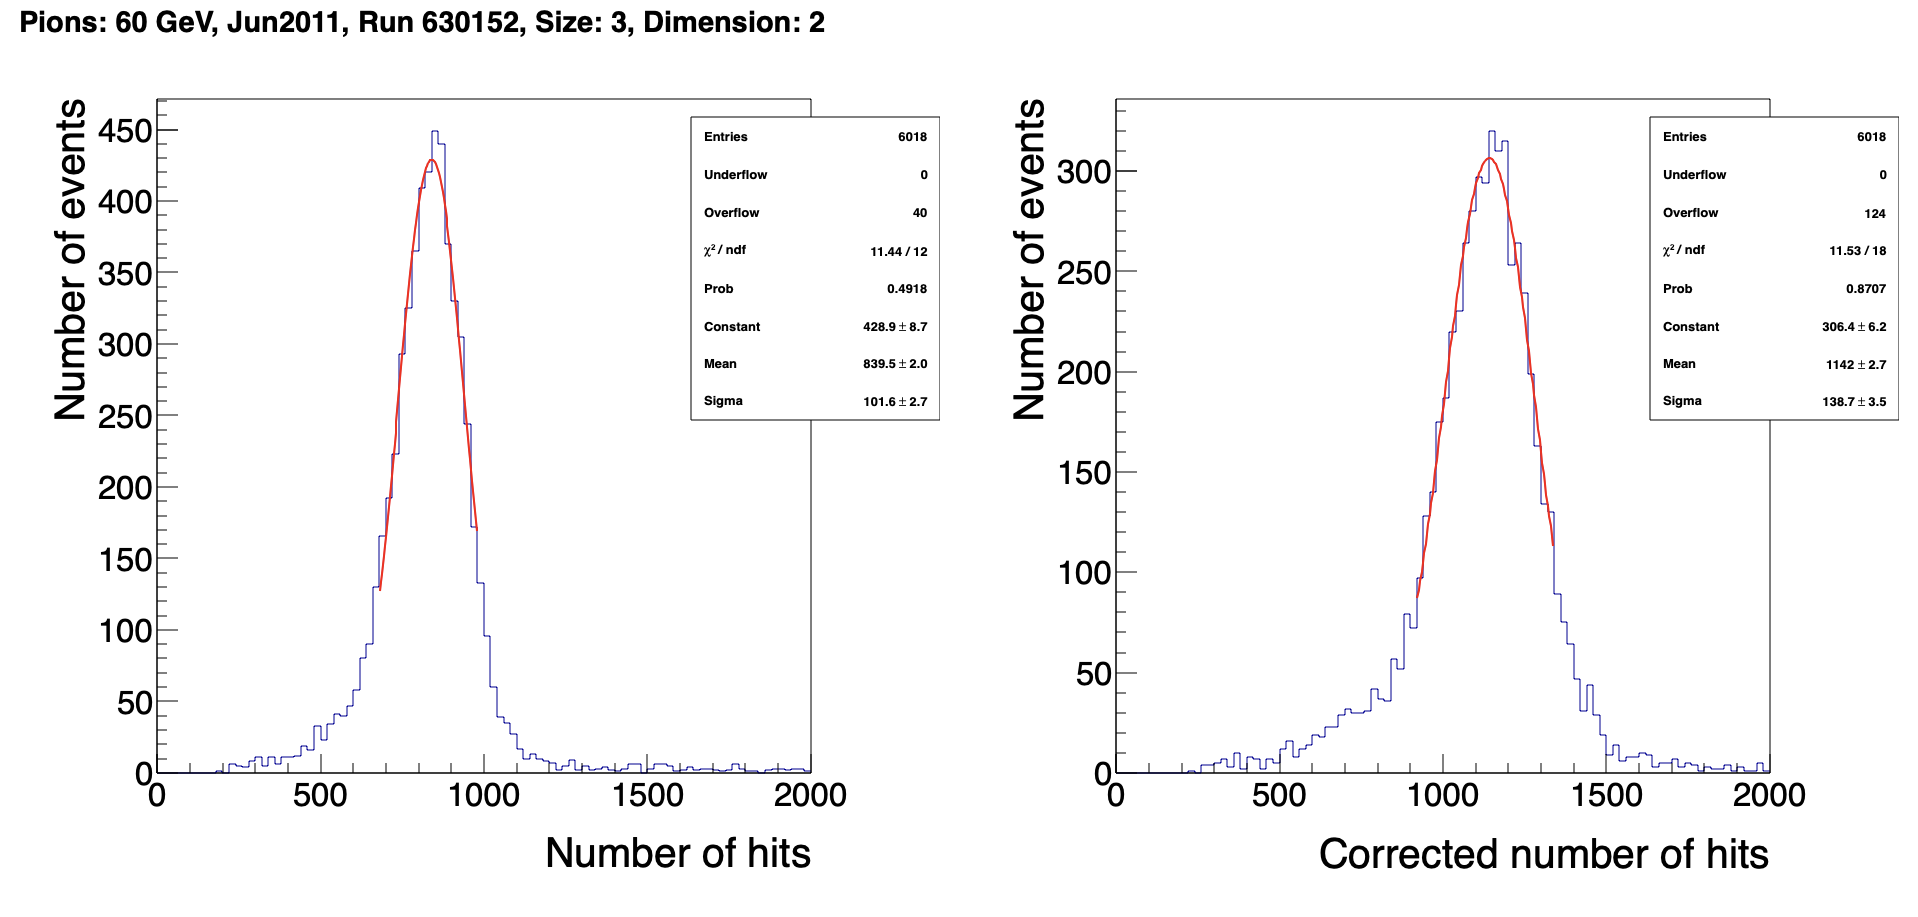 Pions: 60 GeV, Jun2011, Run 630152, Size: 3, Dimension: 2
Number of events
450
400
350
300
250
200
150
100
50
0
0 500 1000 1500 2000
Number of hits
Entries 6018
Underflow 0
Overflow 40
χ² / ndf 11.44 / 12
Prob 0.4918
Constant 428.9 ± 8.7
Mean 839.5 ± 2.0
Sigma 101.6 ± 2.7
Number of events
300
250
200
150
100
50
0
0 500 1000 1500 2000
Corrected number of hits
Entries 6018
Underflow 0
Overflow 124
χ² / ndf 11.53 / 18
Prob 0.8707
Constant 306.4 ± 6.2
Mean 1142 ± 2.7
Sigma 138.7 ± 3.5